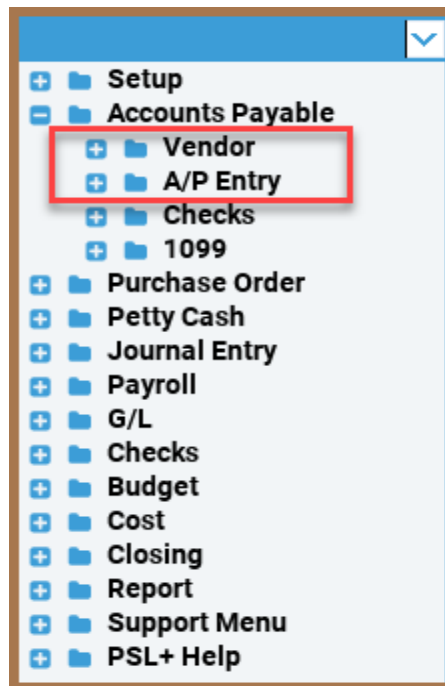 Setup
Accounts Payable
Vendor
A/P Entry
Checks
1099
Purchase Order
Petty Cash
Journal Entry
Payroll
G/L
Checks
Budget
Cost
Closing
Report
Support Menu
PSL+ Help